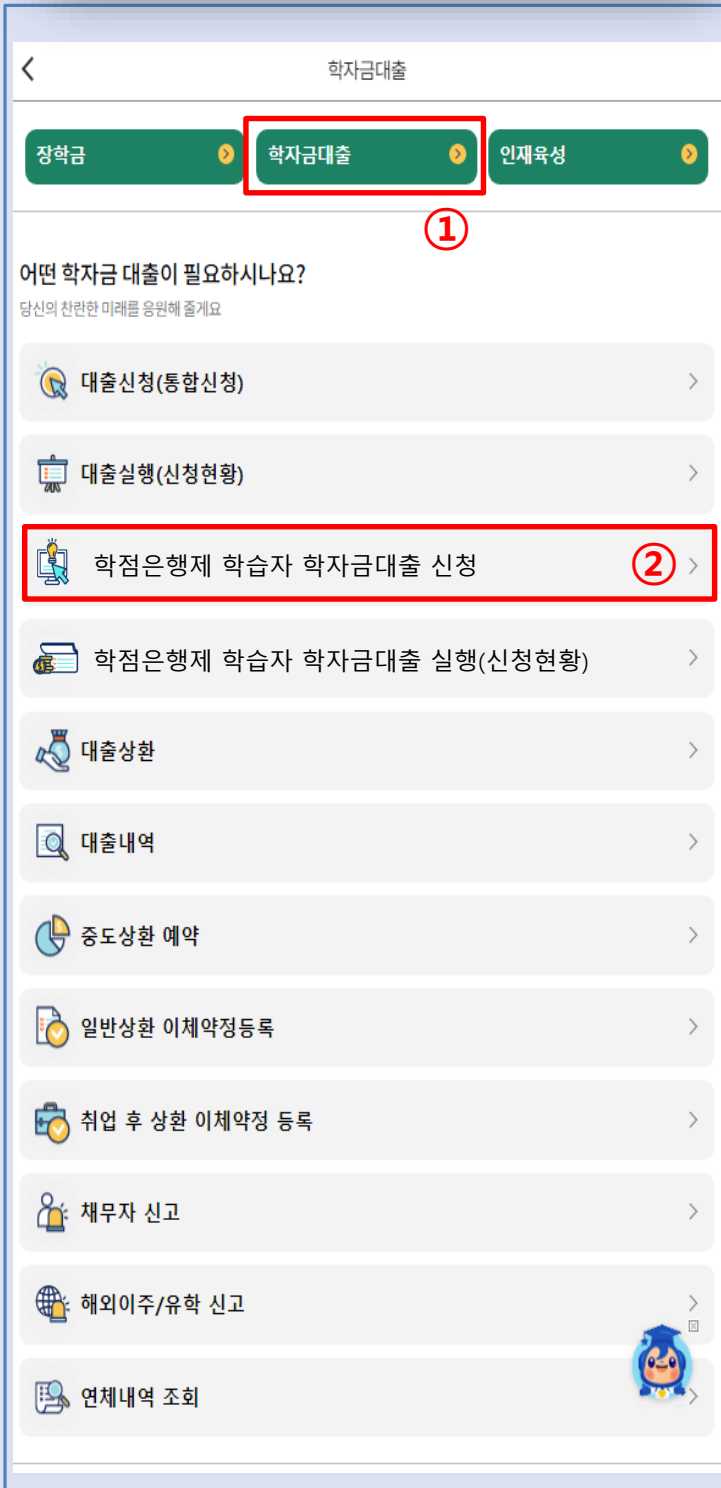 학자금대출
장학금
학자금대출
인재육성
①
어떤 학자금 대출이 필요하시나요?
당신의 찬란한 미래를 응원해 줄게요
대출신청(통합신청)
대출실행(신청현황)
학점은행제 학습자 학자금대출 신청 ②
학점은행제 학습자 학자금대출 실행(신청현황)
대출상환
대출내역
중도상환 예약
일반상환 이체약정등록
취업 후 상환 이체약정 등록
채무자 신고
해외이주/유학 신고
연체내역 조회